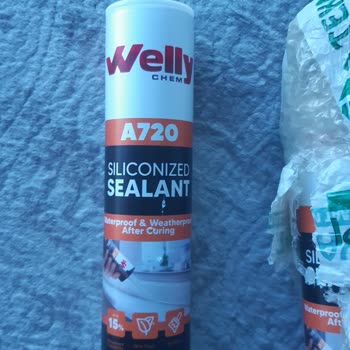 Welly
CHEM
A720
SILICONIZED
SEALANT
Waterproof & Weatherproof
After Curing
15%